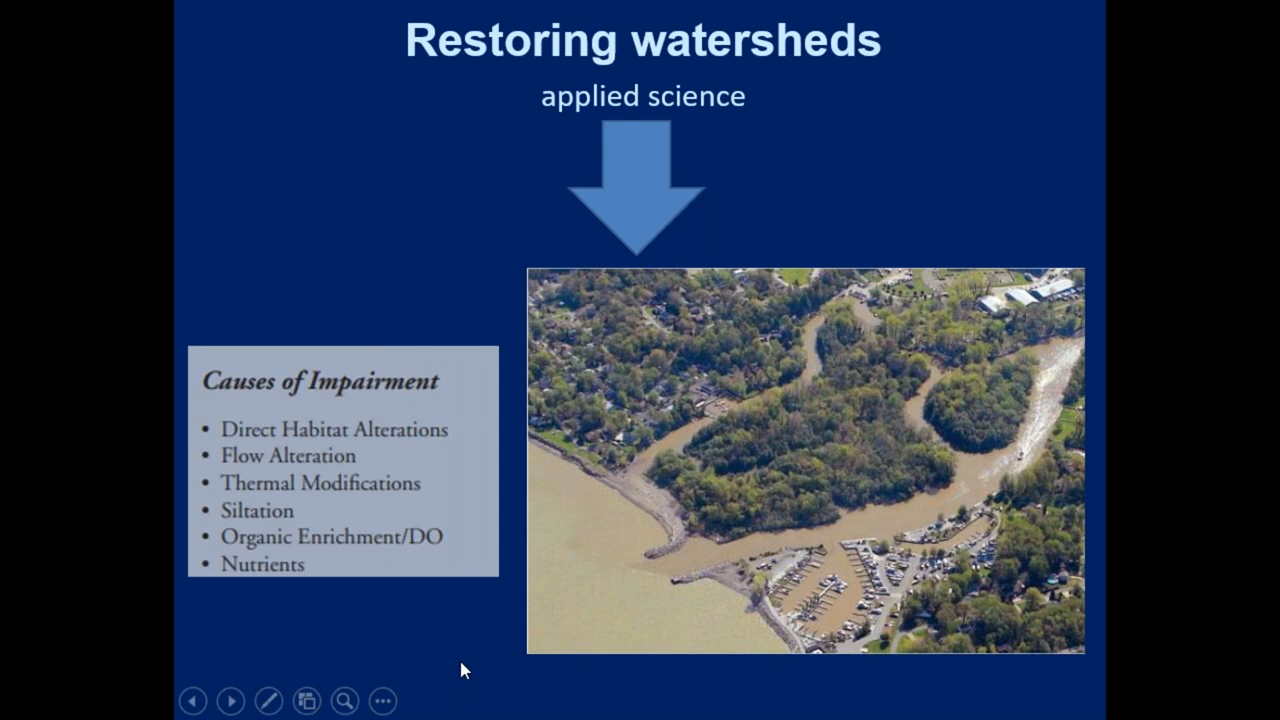 Restoring watersheds
applied science
Causes of Impairment
• Direct Habitat Alterations
• Flow Alteration
• Thermal Modifications
• Siltation
• Organic Enrichment/DO
• Nutrients